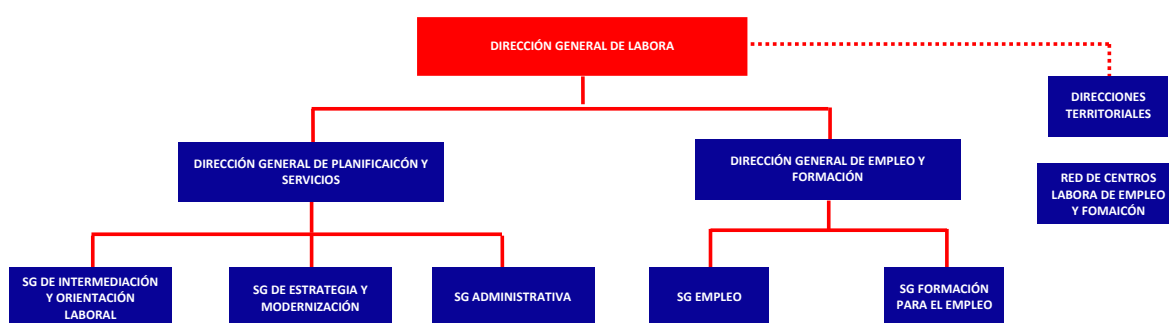 DIRECCIÓN GENERAL DE LABORA
DIRECCIONES
TERRITORIALES
DIRECCIÓN GENERAL DE PLANIFICAICÓN Y
SERVICIOS
DIRECCIÓN GENERAL DE EMPLEO Y
FORMACIÓN
RED DE CENTROS
LABORA DE EMPLEO
Y FOMAICÓN
SG DE INTERMEDIACIÓN
Y ORIENTACIÓN
LABORAL
SG DE ESTRATEGIA Y
MODERNIZACIÓN
SG ADMINISTRATIVA
SG EMPLEO
SG FORMACIÓN
PARA EL EMPLEO